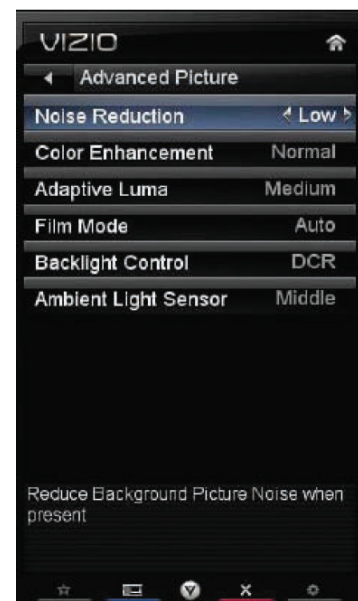 VIZIO
Advanced Picture
Noise Reduction Low
Color Enhancement Normal
Adaptive Luma Medium
Film Mode Auto
Backlight Control DCR
Ambient Light Sensor Middle
Reduce Background Picture Noise when
present